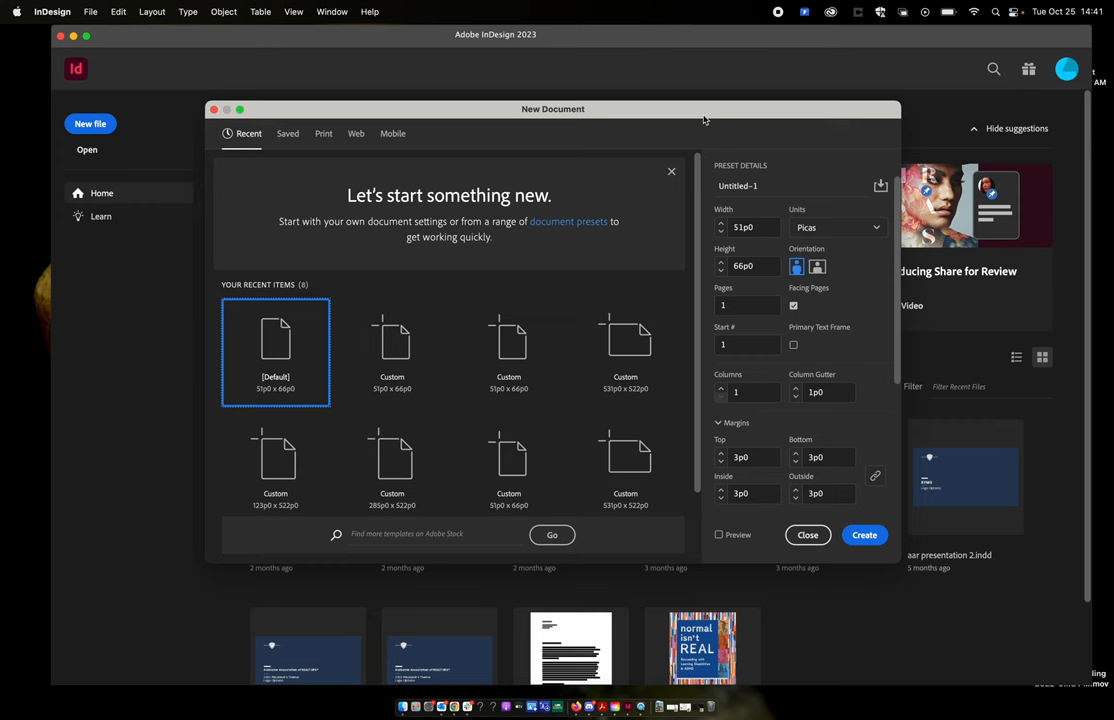 InDesign File Edit Layout Type Object Table View Window Help Tue Oct 25 14:41
Adobe InDesign 2023
Id
New file
Open
Home
Learn
Hide suggestions
New Document
Recent Saved Print Web Mobile
Let's start something new.
Start with your own document settings or from a range of document presets to
get working quickly.
YOUR RECENT ITEMS (8)
[Default]
51p0 x 66p0
Custom
51p0 x 66p0
Custom
51p0 x 66p0
Custom
531p0 x 522p0
Custom
123p0 x 522p0
Custom
285p0 x 522p0
Custom
51p0 x 66p0
Custom
531p0 x 522p0
Find more templates on Adobe Stock
Go
PRESET DETAILS
Untitled-1
Width Units
51p0 Picas
Height Orientation
66p0
Pages Facing Pages
1
Start # Primary Text Frame
1
Columns Column Gutter
1 1p0
Margins
Top Bottom
3p0 3p0
Inside Outside
3p0 3p0
Preview Close Create
t
AM
ducing Share for Review
Video
Filter Filter Recent Files
aar presentation 2.indd
5 months ago
2 months ago 2 months ago 2 months ago 3 months ago 3 months ago
normal
isn't
REAL
ling